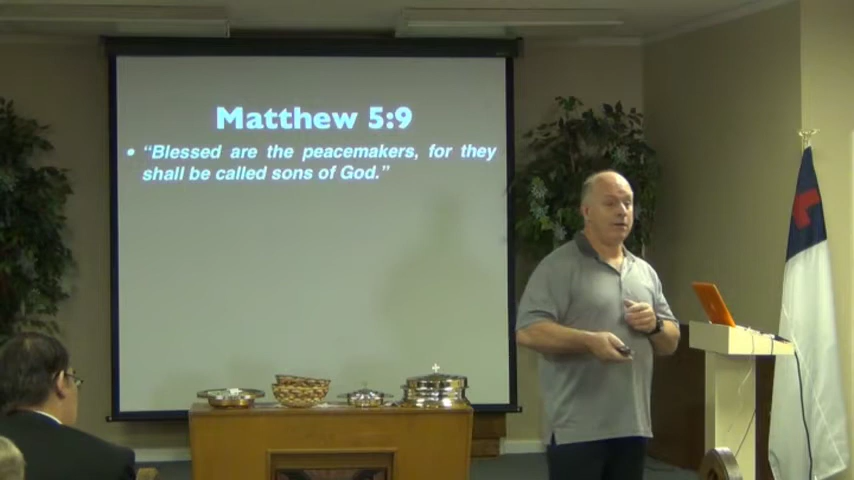 Matthew 5:9
• “Blessed are the peacemakers, for they
shall be called sons of God.”